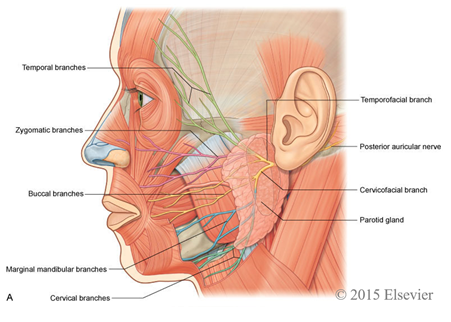 Temporal branches
Temporofacial branch
Zygomatic branches
Posterior auricular nerve
Buccal branches
Cervicofacial branch
Parotid gland
Marginal mandibular branches
A
Cervical branches
© 2015 Elsevier